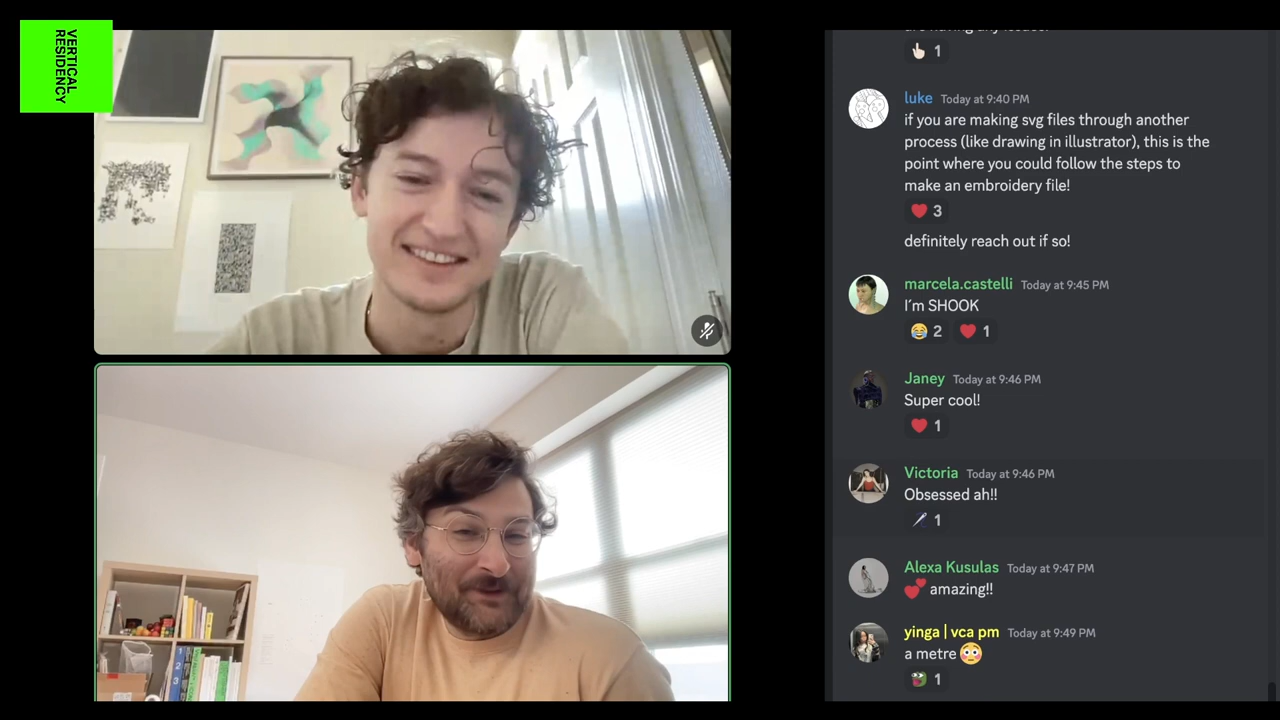 VERTICAL
RESIDENCY
are having any issues!
1
luke Today at 9:40 PM
if you are making svg files through another
process (like drawing in illustrator), this is the
point where you could follow the steps to
make an embroidery file!
3
definitely reach out if so!
marcela.castelli Today at 9:45 PM
I´m SHOOK
😂 2 ❤️ 1
Janey Today at 9:46 PM
Super cool!
1
Victoria Today at 9:46 PM
Obsessed ah!!
1
Alexa Kusulas Today at 9:47 PM
💕 amazing!!
yinga | vca pm Today at 9:49 PM
a metre 😳
1